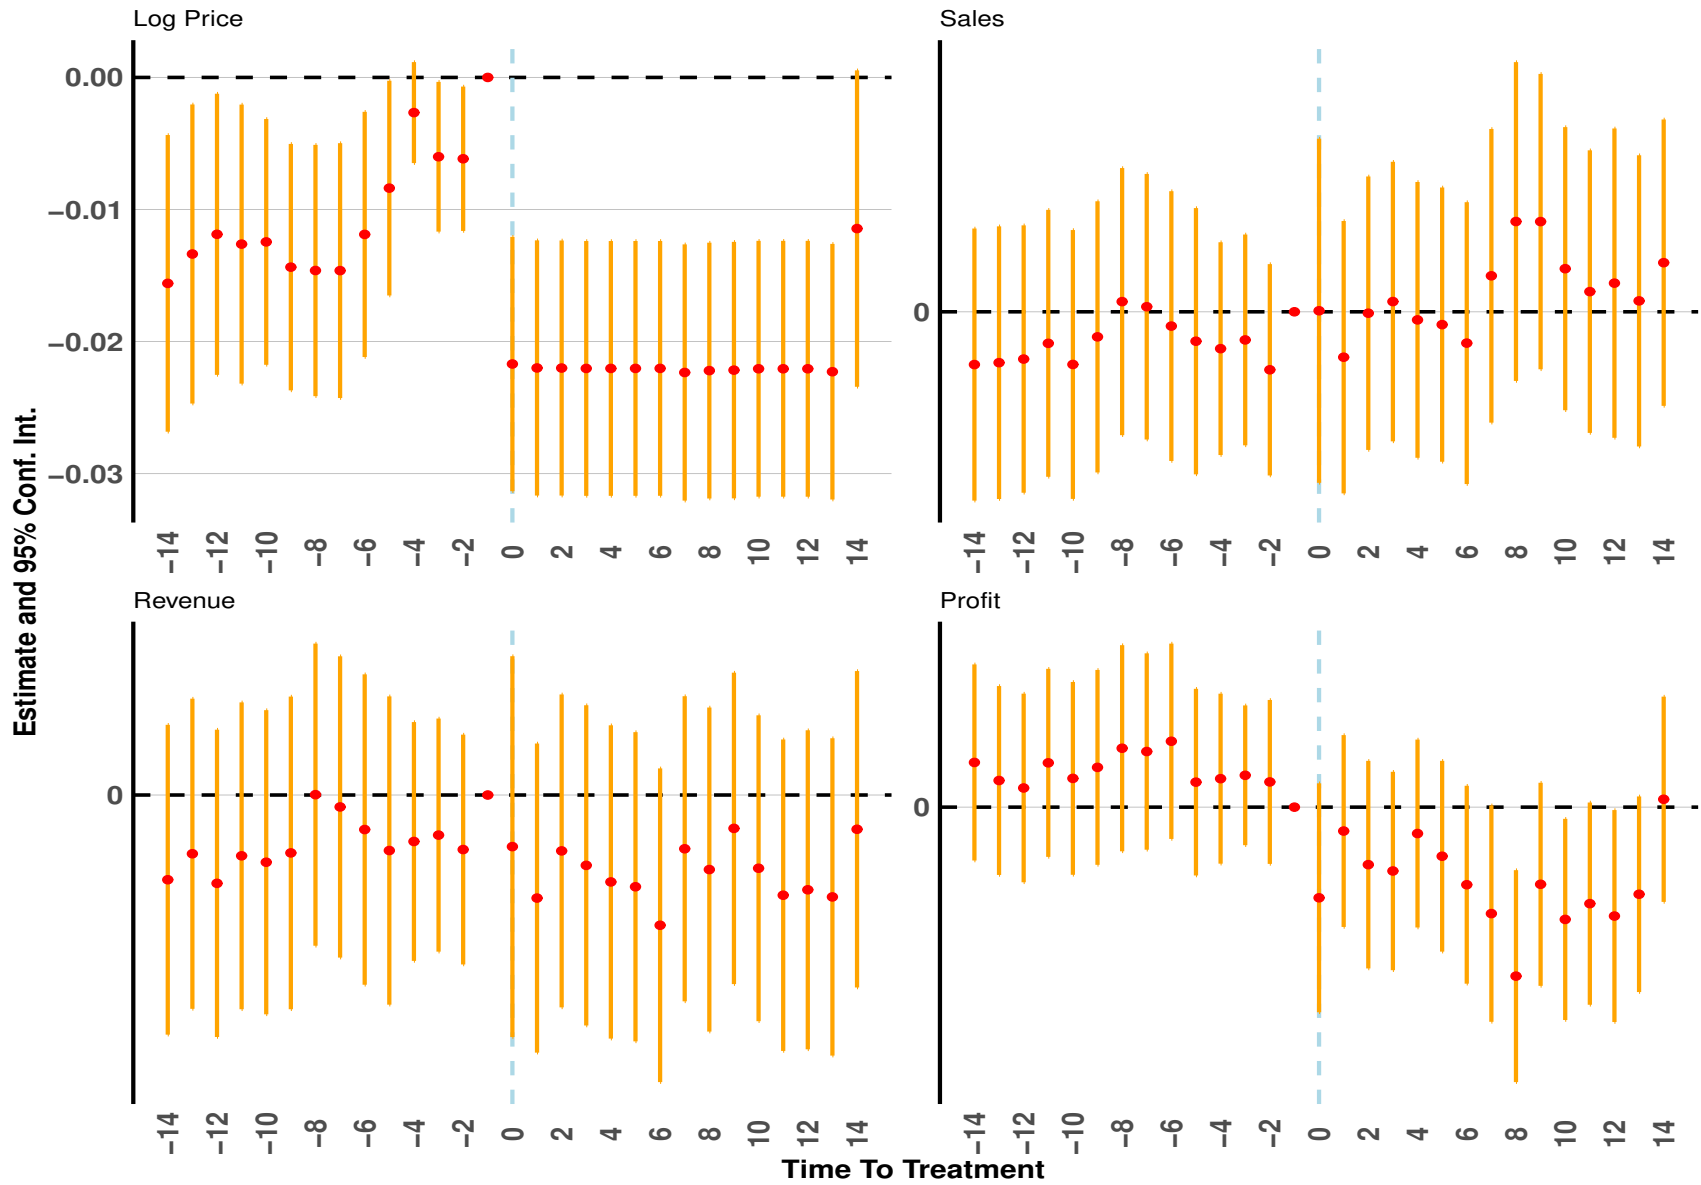 Log Price
Sales
0.00
−0.01
−0.02
−0.03
0
−14 −12 −10 −8 −6 −4 −2 0 2 4 6 8 10 12 14
−14 −12 −10 −8 −6 −4 −2 0 2 4 6 8 10 12 14
Estimate and 95% Conf. Int.
Revenue
Profit
0
0
−14 −12 −10 −8 −6 −4 −2 0 2 4 6 8 10 12 14
−14 −12 −10 −8 −6 −4 −2 0 2 4 6 8 10 12 14
Time To Treatment